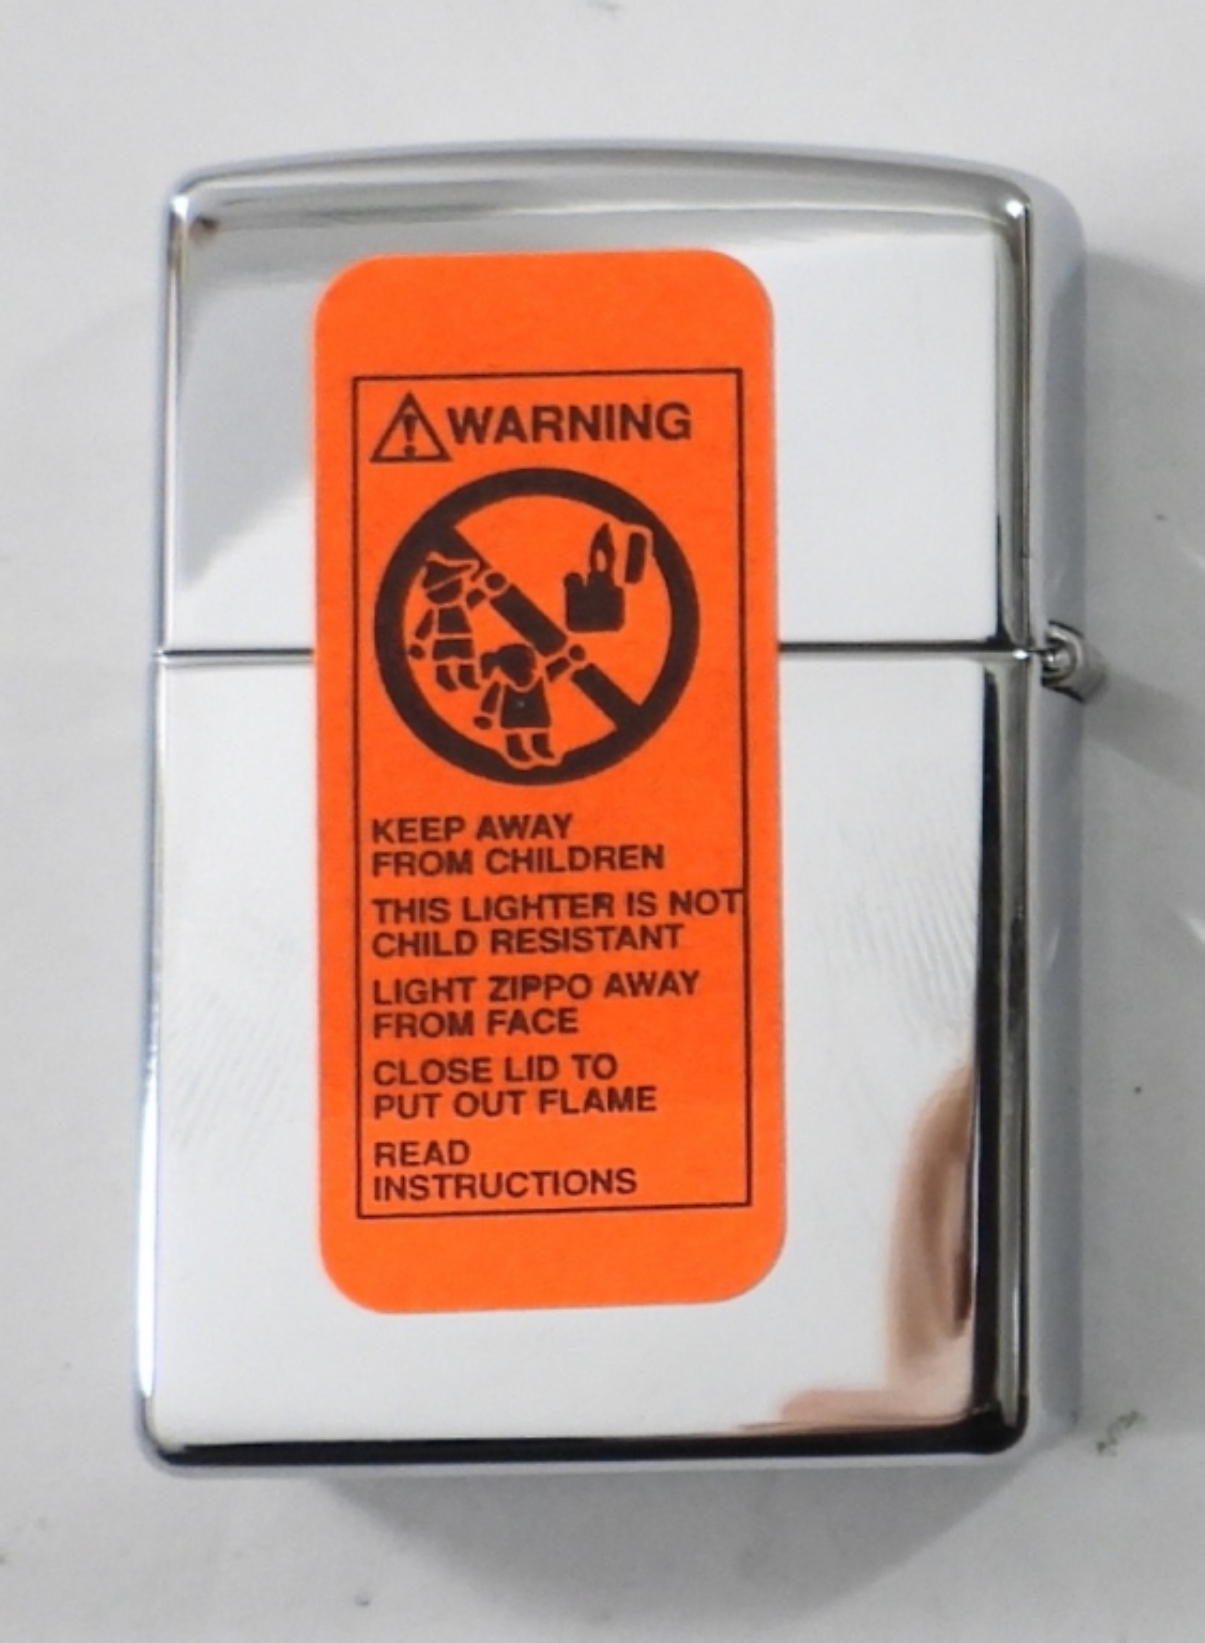 WARNING
KEEP AWAY
FROM CHILDREN
THIS LIGHTER IS NOT
CHILD RESISTANT
LIGHT ZIPPO AWAY
FROM FACE
CLOSE LID TO
PUT OUT FLAME
READ
INSTRUCTIONS